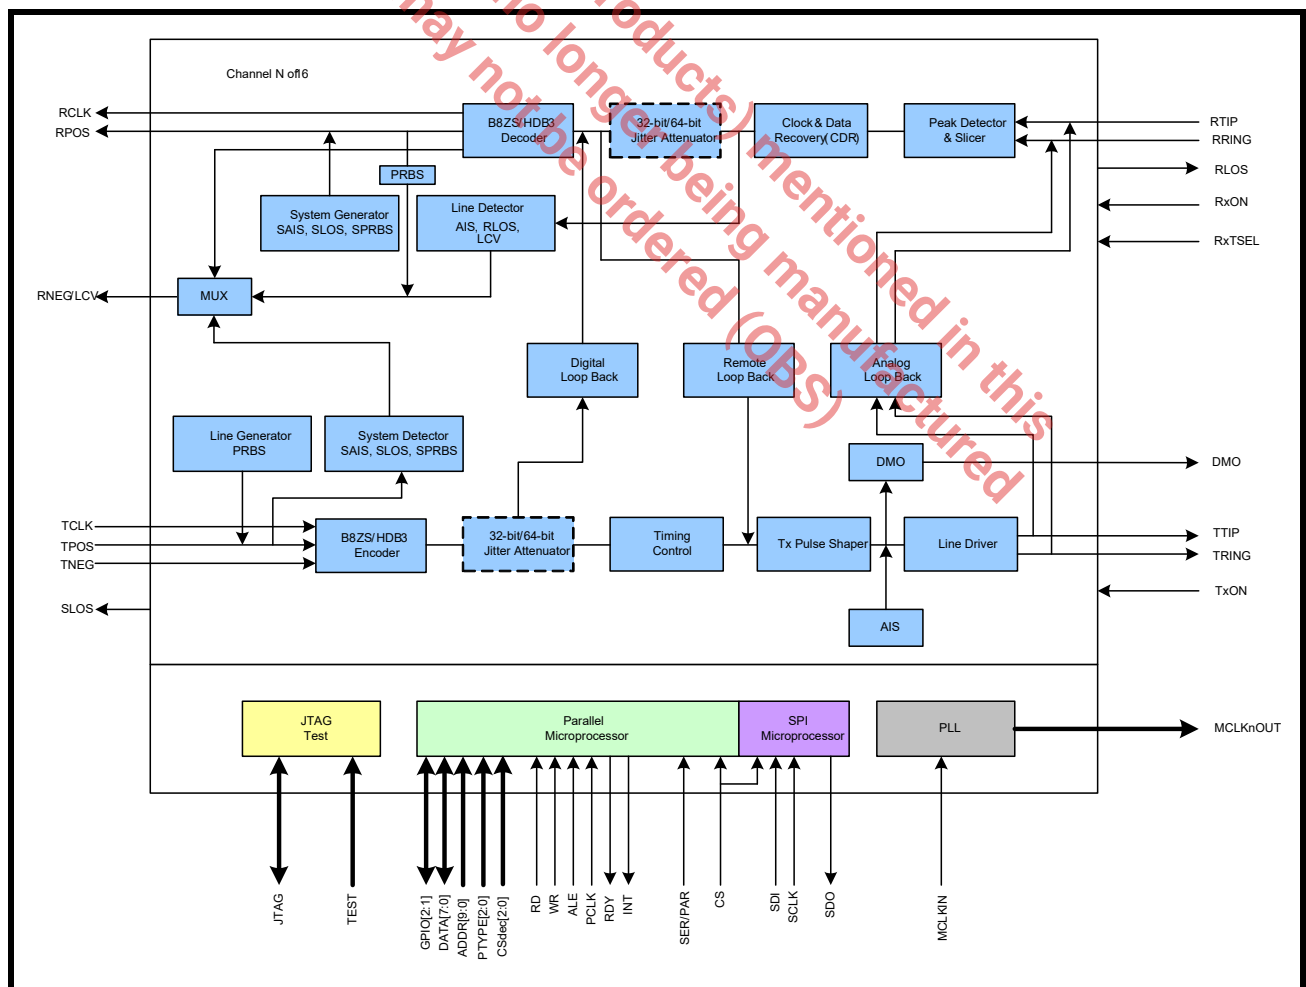 Channel N of16
RCLK
RPOS
B8ZS/HDB3
Decoder
32-bit/64-bit
Jitter Attenuator
Clock & Data
Recovery(CDR)
Peak Detector
& Slicer
RTIP
RRING
RLOS
RxON
RxTSEL
PRBS
System Generator
SAIS, SLOS, SPRBS
Line Detector
AIS, RLOS,
LCV
RNEG/LCV
MUX
Digital
Loop Back
Remote
Loop Back
Analog
Loop Back
Line Generator
PRBS
System Detector
SAIS, SLOS, SPRBS
DMO
DMO
TCLK
TPOS
TNEG
B8ZS/HDB3
Encoder
32-bit/64-bit
Jitter Attenuator
Timing
Control
Tx Pulse Shaper
Line Driver
TTIP
TRING
TxON
SLOS
AIS
JTAG
Test
Parallel
Microprocessor
SPI
Microprocessor
PLL
MCLKnOUT
JTAG
TEST
GPIO[2:1]
DATA[7:0]
ADDR[9:0]
PTYPE[2:0]
CSdec[2:0]
RD
WR
ALE
PCLK
RDY
INT
SER/PAR
CS
SDI
SCLK
SDO
MCLKIN
roducts) mentioned in this
no longer being manufactured
may not be ordered (OBS)